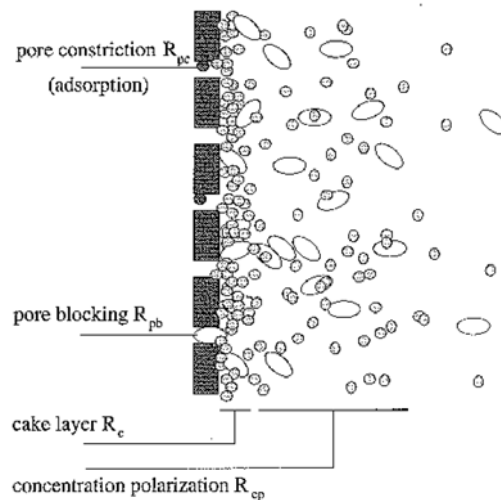 pore constriction R_pc
(adsorption)
pore blocking R_pb
cake layer R_c
concentration polarization R_cp